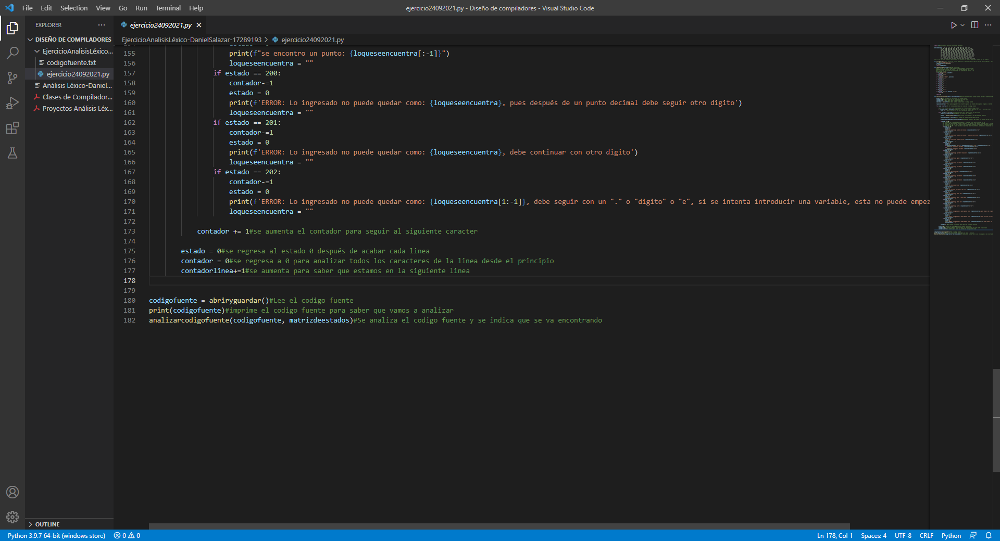 File Edit Selection View Go Run Terminal Help
ejercicio24092021.py - Diseño de compiladores - Visual Studio Code
EXPLORER
DISEÑO DE COMPILADORES
EjercicioAnalisisLéxico...
codigofuente.txt
ejercicio24092021.py
Análisis Léxico-Daniel...
Clases de Compilador...
Proyectos Análisis Léx...
OUTLINE
ejercicio24092021.py
EjercicioAnalisisLéxico-DanielSalazar-17289193 > ejercicio24092021.py
155 print(f"se encontro un punto: {loqueseencuentra[:-1]}")
156 loqueseencuentra = ""
157 if estado == 200:
158 contador-=1
159 estado = 0
160 print(f'ERROR: Lo ingresado no puede quedar como: {loqueseencuentra}, pues después de un punto decimal debe seguir otro digito')
161 loqueseencuentra = ""
162 if estado == 201:
163 contador-=1
164 estado = 0
165 print(f'ERROR: Lo ingresado no puede quedar como: {loqueseencuentra}, debe continuar con otro digito')
166 loqueseencuentra = ""
167 if estado == 202:
168 contador-=1
169 estado = 0
170 print(f'ERROR: Lo ingresado no puede quedar como: {loqueseencuentra[1:-1]}, debe seguir con un "." o "digito" o "e", si se intenta introducir una variable, esta no puede empez
171 loqueseencuentra = ""
172
173 contador += 1#se aumenta el contador para seguir al siguiente caracter
174
175 estado = 0#se regresa al estado 0 después de acabar cada linea
176 contador = 0#se regresa a 0 para analizar todos los caracteres de la linea desde el principio
177 contadorlinea+=1#se aumenta para saber que estamos en la siguiente linea
178
179
180 codigofuente = abriryguardar()#Lee el codigo fuente
181 print(codigofuente)#imprime el codigo fuente para saber que vamos a analizar
182 analizarcodigofuente(codigofuente, matrizdeestados)#Se analiza el codigo fuente y se indica que se va encontrando
Python 3.9.7 64-bit (windows store) 0 0
Ln 178, Col 1 Spaces: 4 UTF-8 CRLF Python